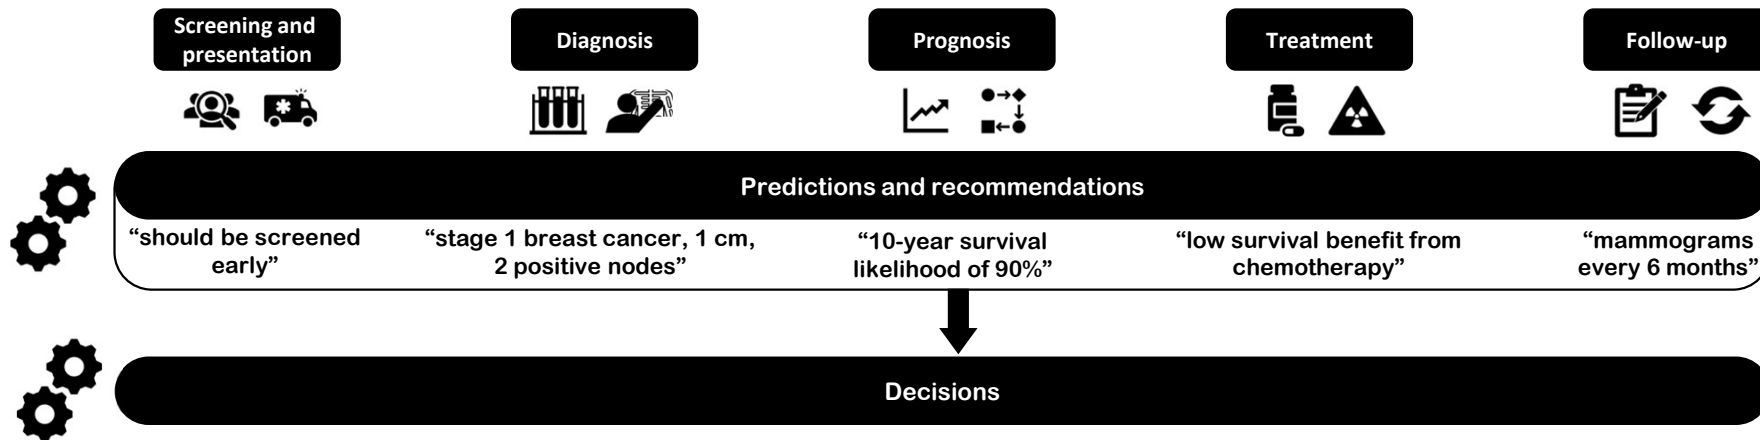 Screening and
presentation
Diagnosis
Prognosis
Treatment
Follow-up
Predictions and recommendations
“should be screened
early”
“stage 1 breast cancer, 1 cm,
2 positive nodes”
“10-year survival
likelihood of 90%”
“low survival benefit from
chemotherapy”
“mammograms
every 6 months”
Decisions